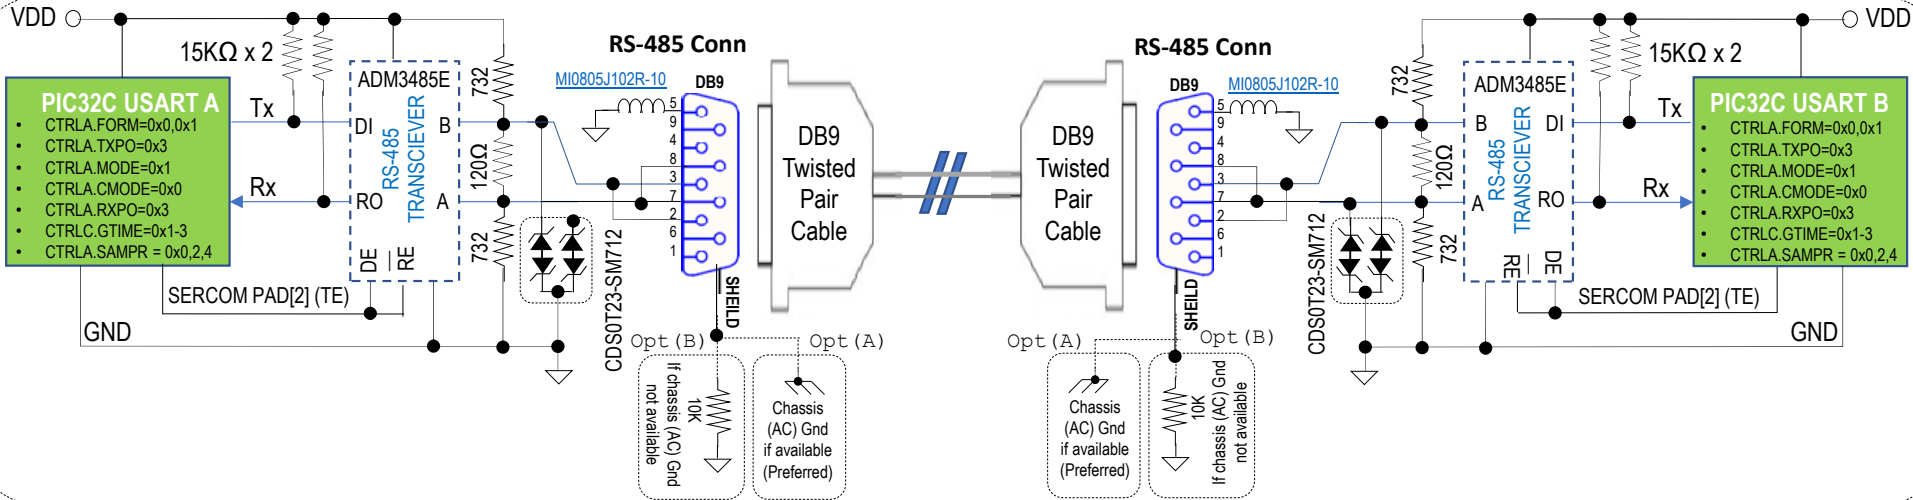 VDD
15KΩ x 2
PIC32C USART A
• CTRLA.FORM=0x0,0x1
• CTRLA.TXPO=0x3
• CTRLA.MODE=0x1
• CTRLA.CMODE=0x0
• CTRLA.RXPO=0x3
• CTRLC.GTIME=0x1-3
• CTRLA.SAMPR = 0x0,2,4
Tx
Rx
SERCOM PAD[2] (TE)
GND
ADM3485E
RS-485
TRANSCIEVER
DI
RO
B
A
DE
RE
732
120Ω
732
CDS0T23-SM712
RS-485 Conn
MI0805J102R-10
DB9
5
9
4
8
3
7
2
6
1
SHEILD
Opt(B)
If chassis (AC) Gnd
not available
10K
Opt(A)
Chassis
(AC) Gnd
if available
(Preferred)
DB9
Twisted
Pair
Cable
DB9
Twisted
Pair
Cable
RS-485 Conn
DB9
MI0805J102R-10
5
9
4
8
3
7
2
6
1
SHEILD
Opt(A)
Chassis
(AC) Gnd
if available
(Preferred)
Opt(B)
10K
If chassis (AC) Gnd
not available
CDS0T23-SM712
732
120Ω
732
ADM3485E
RS-485
TRANSCIEVER
B
A
DI
RO
RE
DE
15KΩ x 2
VDD
Tx
Rx
PIC32C USART B
• CTRLA.FORM=0x0,0x1
• CTRLA.TXPO=0x3
• CTRLA.MODE=0x1
• CTRLA.CMODE=0x0
• CTRLA.RXPO=0x3
• CTRLC.GTIME=0x1-3
• CTRLA.SAMPR = 0x0,2,4
SERCOM PAD[2] (TE)
GND